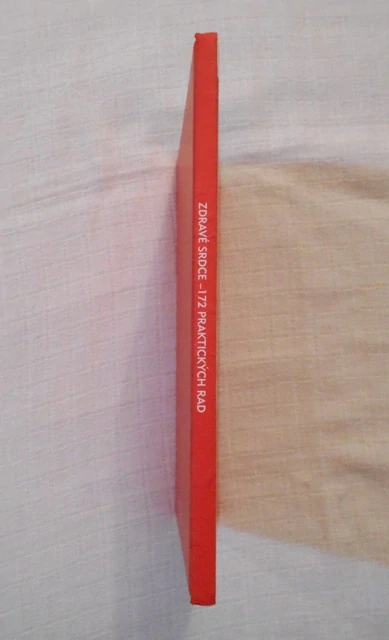 ZDRAVÉ SRDCE – 172 PRAKTICKÝCH RAD